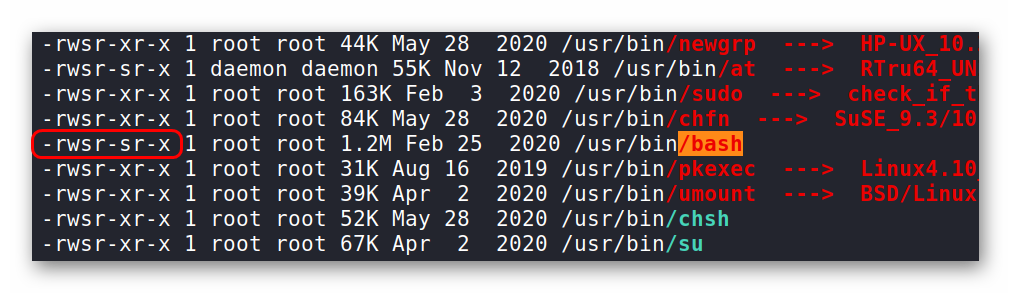 -rwsr-xr-x 1 root root 44K May 28  2020 /usr/bin/newgrp  --->  HP-UX_10.
-rwsr-xr-x 1 daemon daemon 55K Nov 12  2018 /usr/bin/at  --->  RTru64_UN
-rwsr-xr-x 1 root root 163K Feb  3  2020 /usr/bin/sudo  --->  check_if_t
-rwsr-xr-x 1 root root 84K May 28  2020 /usr/bin/chfn  --->  SuSE_9.3/10
-rwsr-sr-x 1 root root 1.2M Feb 25  2020 /usr/bin/bash
-rwsr-xr-x 1 root root 31K Aug 16  2019 /usr/bin/pkexec  --->  Linux4.10_
-rwsr-xr-x 1 root root 39K Apr  2  2020 /usr/bin/umount  --->  BSD/Linux
-rwsr-xr-x 1 root root 52K May 28  2020 /usr/bin/chsh
-rwsr-xr-x 1 root root 67K Apr  2  2020 /usr/bin/su